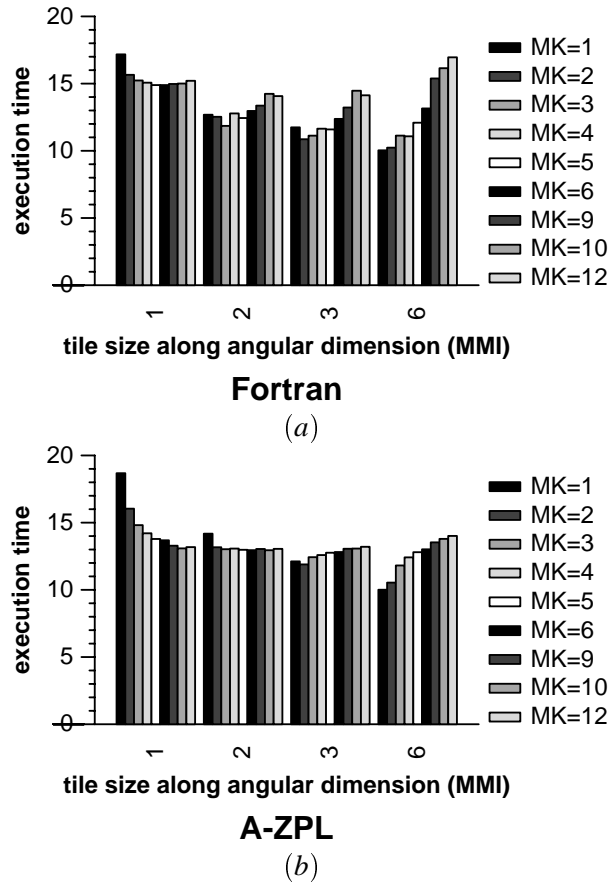 20
15
10
5
0
execution time
1
2
3
6
tile size along angular dimension (MMI)
MK=1
MK=2
MK=3
MK=4
MK=5
MK=6
MK=9
MK=10
MK=12
Fortran
(a)
20
15
10
5
0
execution time
1
2
3
6
tile size along angular dimension (MMI)
MK=1
MK=2
MK=3
MK=4
MK=5
MK=6
MK=9
MK=10
MK=12
A-ZPL
(b)